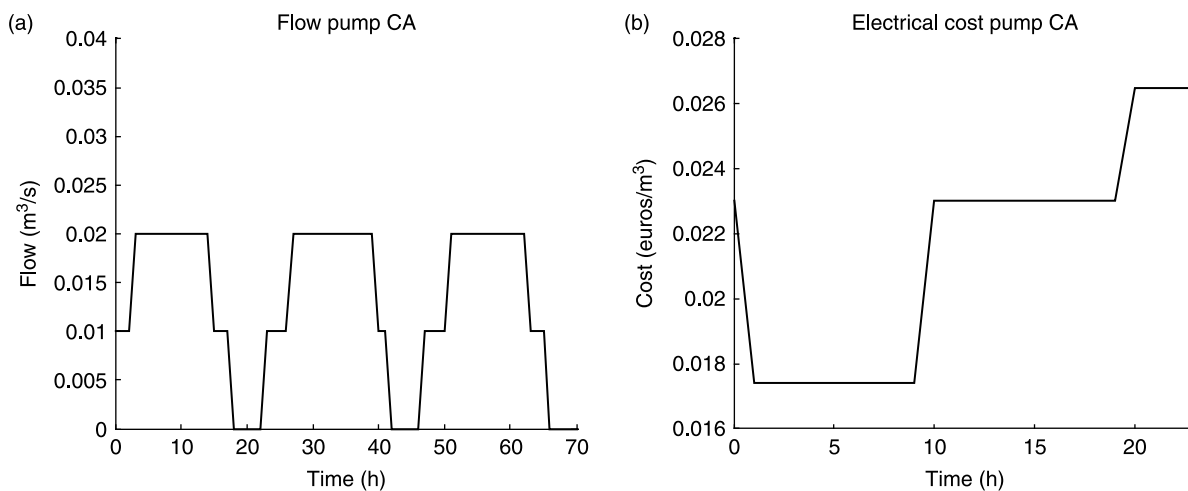 (a)
Flow pump CA
0.04
0.035
0.03
0.025
0.02
0.015
0.01
0.005
0
Flow (m³/s)
0 10 20 30 40 50 60 70
Time (h)
(b)
Electrical cost pump CA
0.028
0.026
0.024
0.022
0.02
0.018
0.016
Cost (euros/m³)
0 5 10 15 20
Time (h)